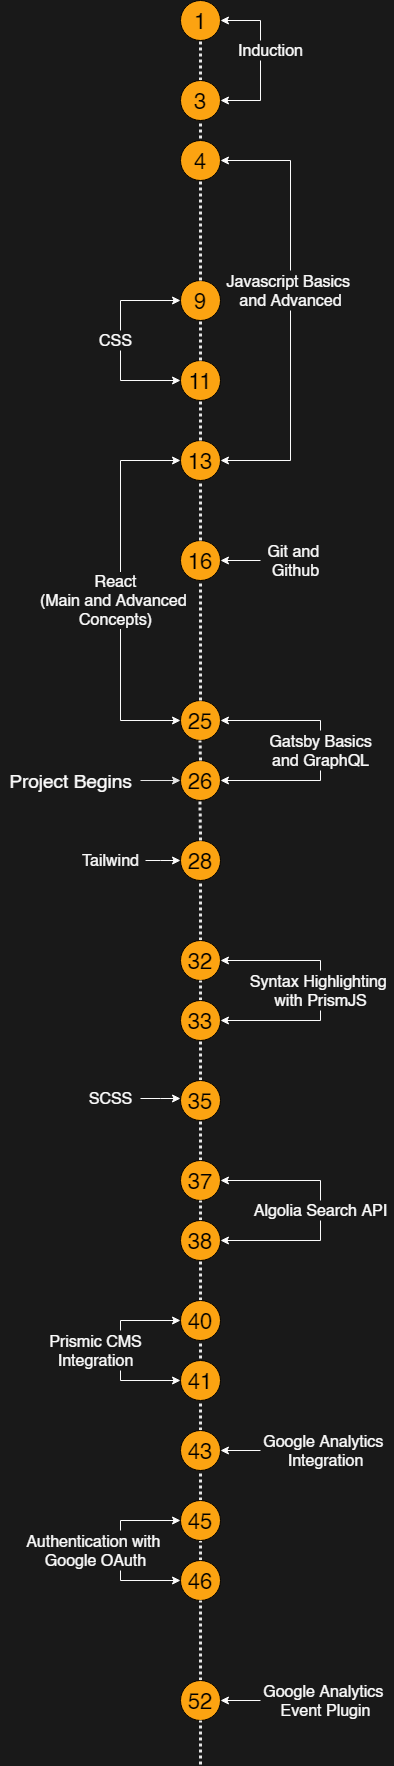 1
Induction
3
4
Javascript Basics
and Advanced
9
CSS
11
13
16
Git and
Github
React
(Main and Advanced
Concepts)
25
Gatsby Basics
and GraphQL
Project Begins
26
Tailwind
28
32
Syntax Highlighting
with PrismJS
33
SCSS
35
37
Algolia Search API
38
40
Prismic CMS
Integration
41
43
Google Analytics
Integration
45
Authentication with
Google OAuth
46
52
Google Analytics
Event Plugin